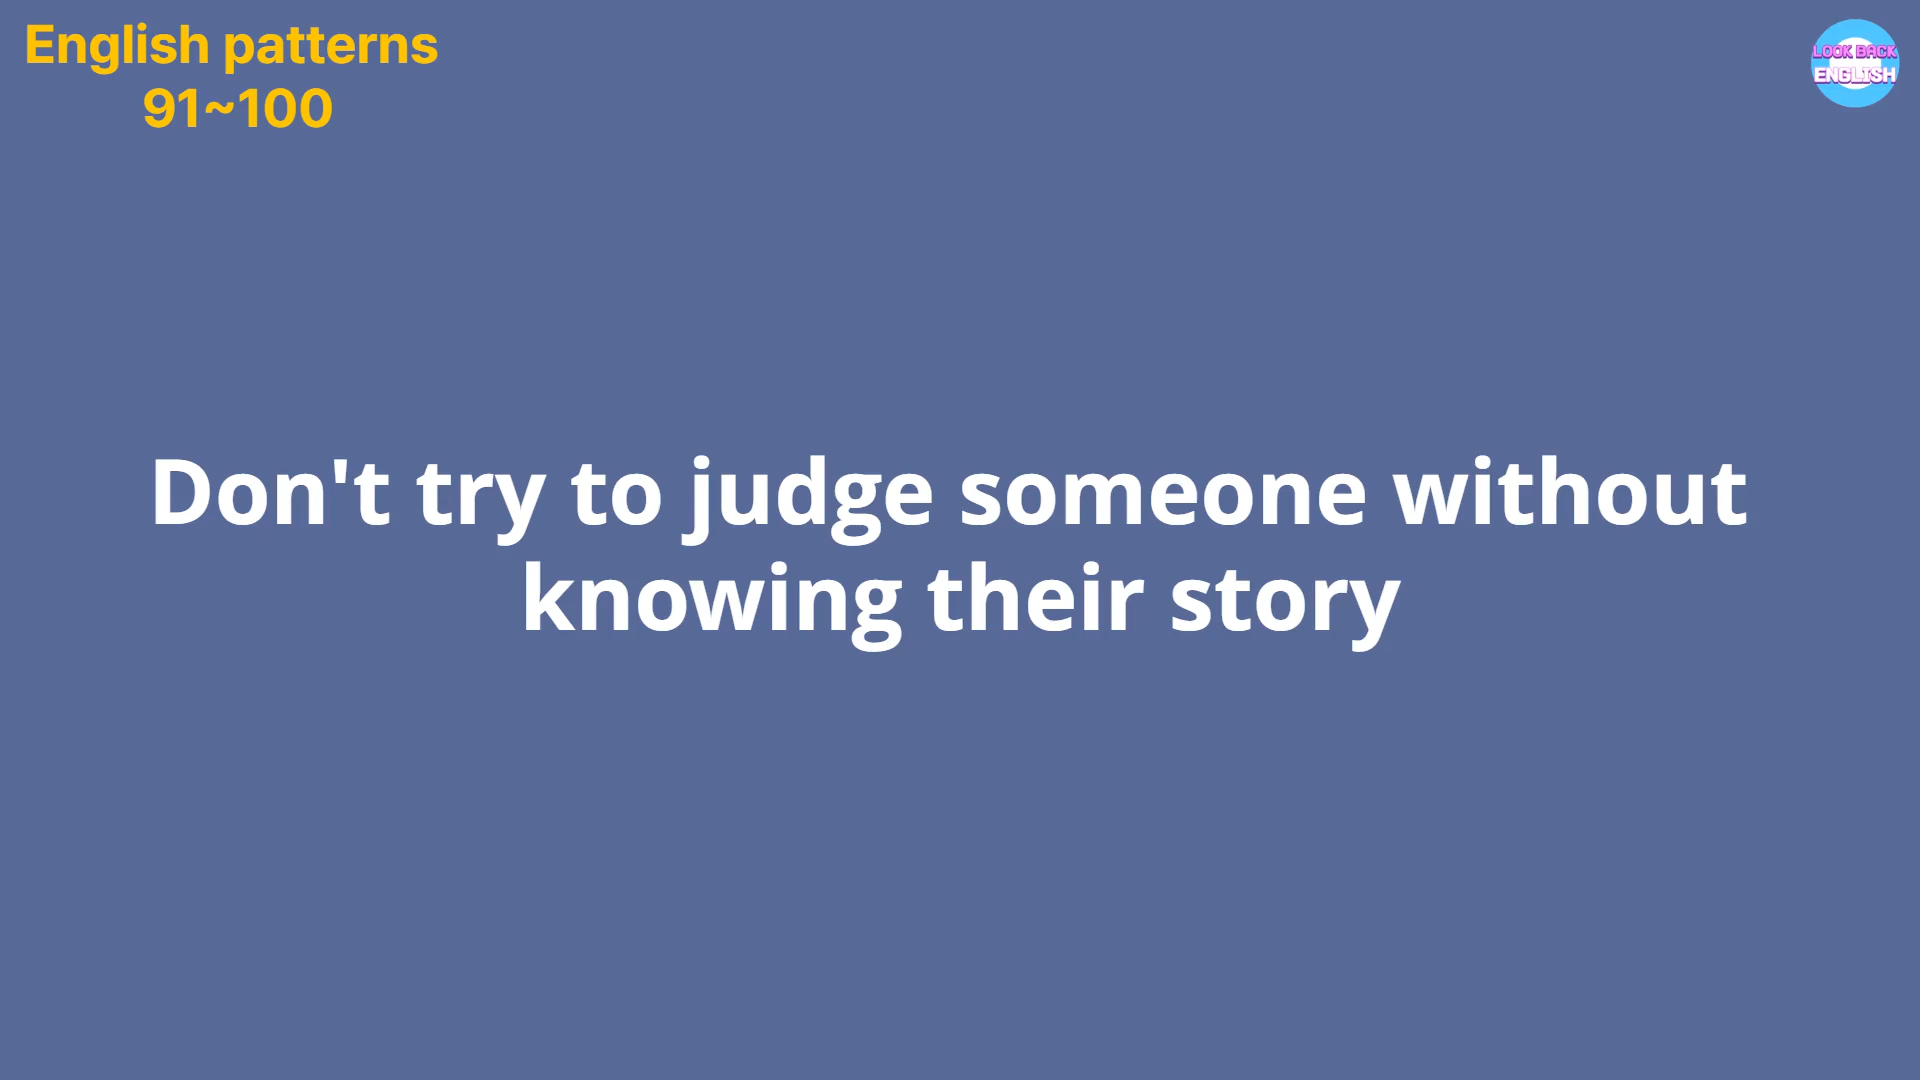 English patterns
91~100
LOOK BACK
ENGLISH
Don't try to judge someone without
knowing their story